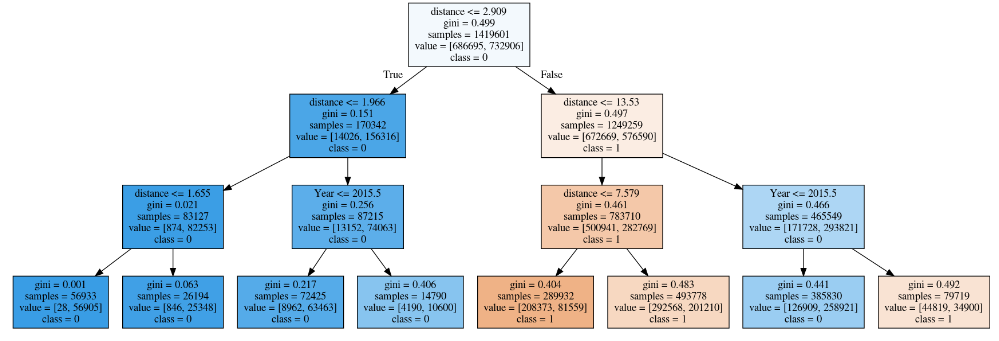 distance <= 2.909
gini = 0.499
samples = 1419601
value = [686695, 732906]
class = 0
True
False
distance <= 1.966
gini = 0.151
samples = 170342
value = [14026, 156316]
class = 0
distance <= 13.53
gini = 0.497
samples = 1249259
value = [672669, 576590]
class = 1
distance <= 1.655
gini = 0.021
samples = 83127
value = [874, 82253]
class = 0
Year <= 2015.5
gini = 0.256
samples = 87215
value = [13152, 74063]
class = 0
distance <= 7.579
gini = 0.461
samples = 783710
value = [500941, 282769]
class = 1
Year <= 2015.5
gini = 0.466
samples = 465549
value = [171728, 293821]
class = 0
gini = 0.001
samples = 56933
value = [28, 56905]
class = 0
gini = 0.063
samples = 26194
value = [846, 25348]
class = 0
gini = 0.217
samples = 72425
value = [8962, 63463]
class = 0
gini = 0.406
samples = 14790
value = [4190, 10600]
class = 0
gini = 0.404
samples = 289932
value = [208373, 81559]
class = 1
gini = 0.483
samples = 493778
value = [292568, 201210]
class = 1
gini = 0.441
samples = 385830
value = [126909, 258921]
class = 0
gini = 0.492
samples = 79719
value = [44819, 34900]
class = 1